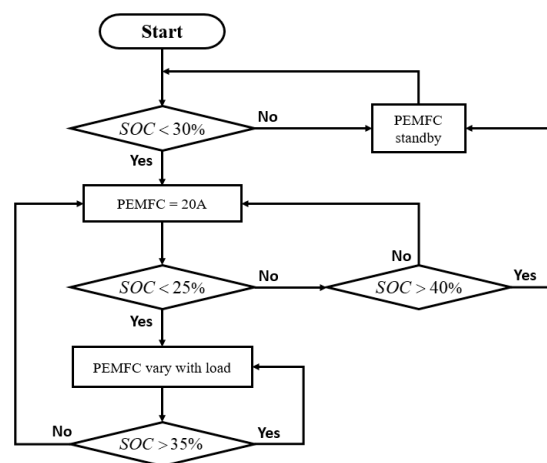 Start
SOC < 30%
No
PEMFC
standby
Yes
PEMFC = 20A
No
SOC < 25%
No
SOC > 40%
Yes
Yes
PEMFC vary with load
No
SOC > 35%
Yes